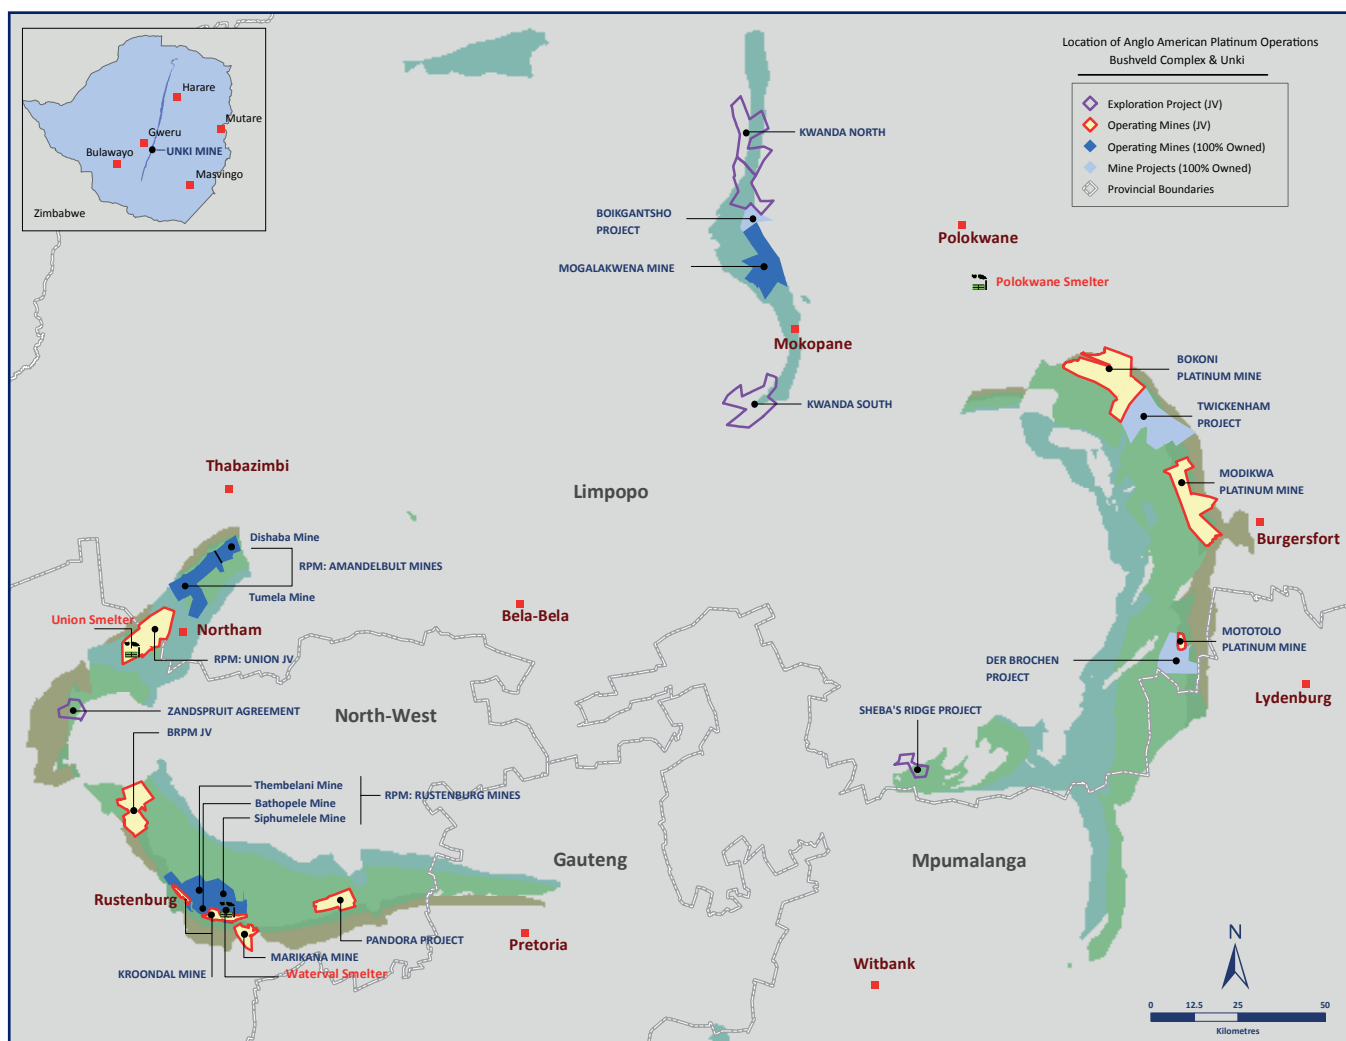 Location of Anglo American Platinum Operations
Bushveld Complex & Unki
Exploration Project (JV)
Operating Mines (JV)
Operating Mines (100% Owned)
Mine Projects (100% Owned)
Provincial Boundaries
Harare
Mutare
Gweru
UNKI MINE
Bulawayo
Masvingo
Zimbabwe
KWANDA NORTH
BOIKGANTSHO
PROJECT
MOGALAKWENA MINE
Polokwane
Polokwane Smelter
Mokopane
KWANDA SOUTH
BOKONI
PLATINUM MINE
TWICKENHAM
PROJECT
MODIKWA
PLATINUM MINE
Burgersfort
Thabazimbi
Limpopo
Dishaba Mine
RPM: AMANDELBULT MINES
Tumela Mine
Union Smelter
Northam
RPM: UNION JV
Bela-Bela
MOTOTOLO
PLATINUM MINE
DER BROCHEN
PROJECT
Lydenburg
ZANDSPRUIT AGREEMENT
North-West
SHEBA'S RIDGE PROJECT
BRPM JV
Thembelani Mine
Bathopele Mine
Siphumelele Mine
RPM: RUSTENBURG MINES
Gauteng
Mpumalanga
Rustenburg
PANDORA PROJECT
Pretoria
MARIKANA MINE
KROONDAL MINE
Waterval Smelter
Witbank
N
0 12.5 25 50
Kilometres